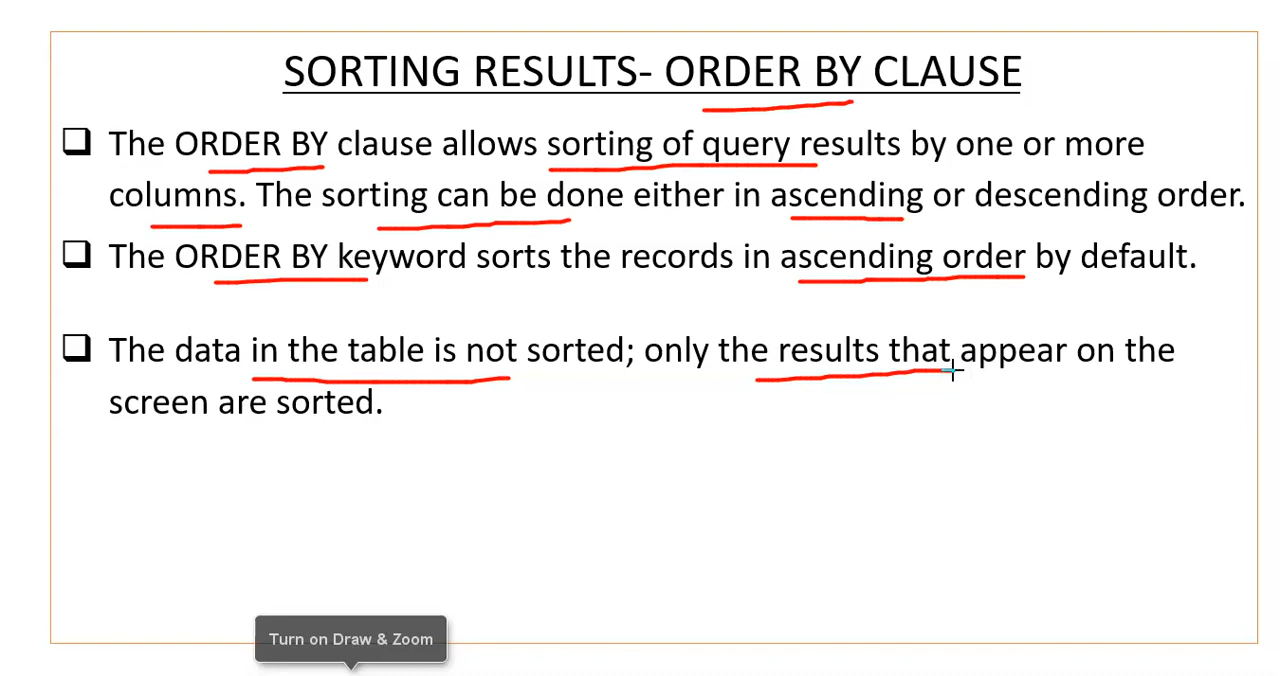 SORTING RESULTS- ORDER BY CLAUSE
The ORDER BY clause allows sorting of query results by one or more
columns. The sorting can be done either in ascending or descending order.
The ORDER BY keyword sorts the records in ascending order by default.
The data in the table is not sorted; only the results that appear on the
screen are sorted.
Turn on Draw & Zoom